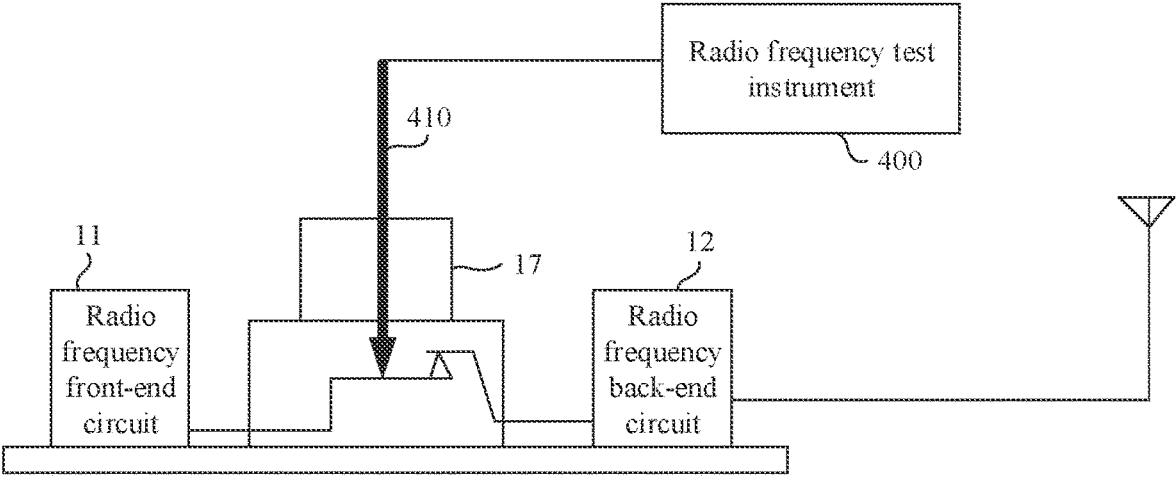 Radio frequency test
instrument
410
400
11
17
12
Radio
frequency
front-end
circuit
Radio
frequency
back-end
circuit